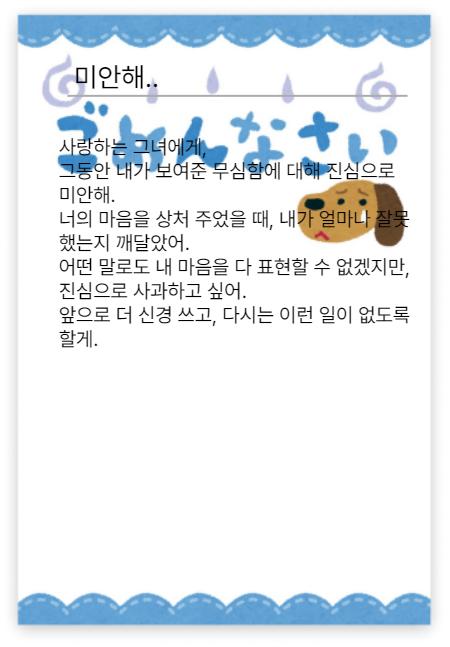 미안해..
ごめんなさい
사랑하는 그녀에게,
그동안 내가 보여준 무심함에 대해 진심으로
미안해.
너의 마음을 상처 주었을 때, 내가 얼마나 잘못
했는지 깨달았어.
어떤 말로도 내 마음을 다 표현할 수 없겠지만,
진심으로 사과하고 싶어.
앞으로 더 신경 쓰고, 다시는 이런 일이 없도록
할게.